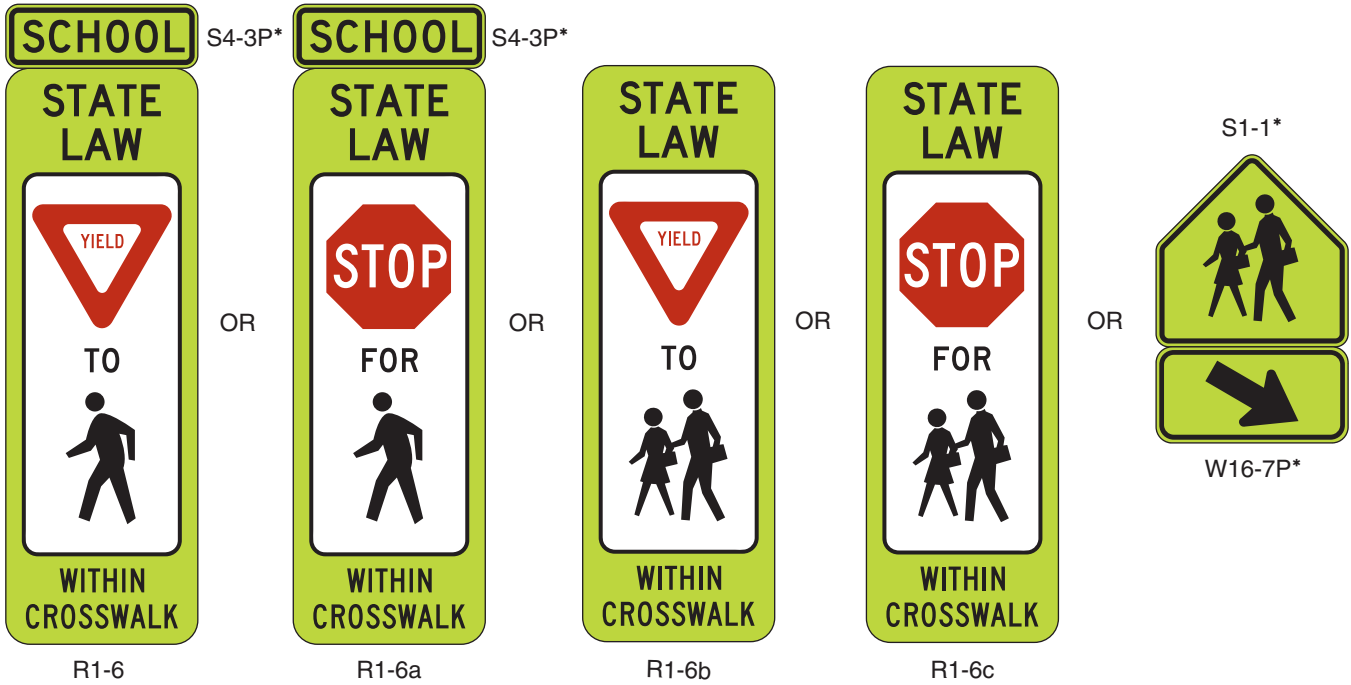 SCHOOL
S4-3P*
STATE
LAW
YIELD
TO
WITHIN
CROSSWALK
R1-6
OR
SCHOOL
S4-3P*
STATE
LAW
STOP
FOR
WITHIN
CROSSWALK
R1-6a
OR
STATE
LAW
YIELD
TO
WITHIN
CROSSWALK
R1-6b
OR
STATE
LAW
STOP
FOR
WITHIN
CROSSWALK
R1-6c
OR
S1-1*
W16-7P*